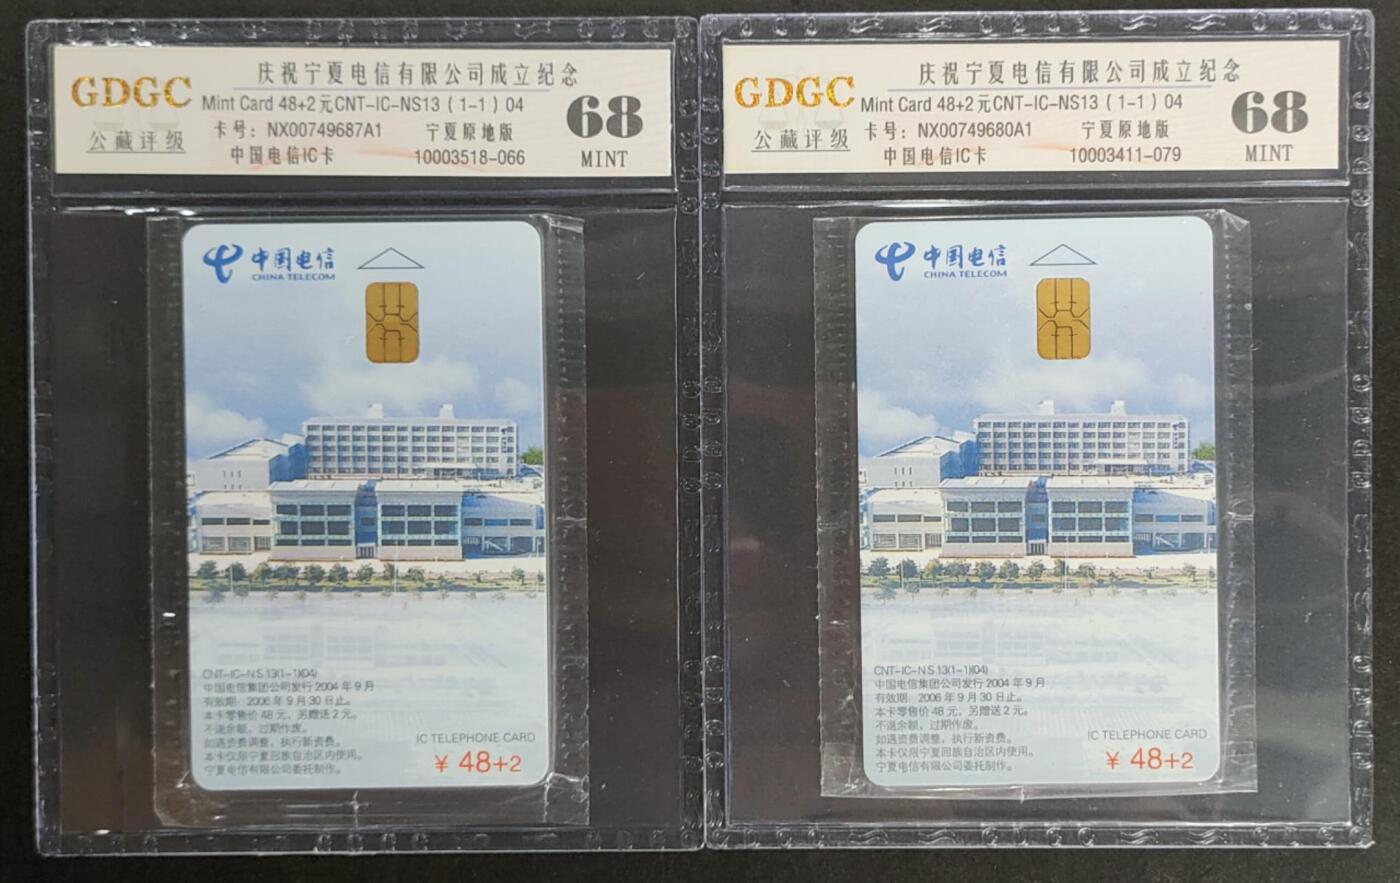 GDGC
公藏评级
庆祝宁夏电信有限公司成立纪念
Mint Card 48+2元CNT-IC-NS13(1-1)04
卡号：NX00749687A1 宁夏原地版
中国电信IC卡 10003518-066
68
MINT
中国电信
CHINA TELECOM
CNT-IC-NS13(1-1)(04)
中国电信集团公司发行 2004 年 9 月
有效期：2006 年 9 月 30 日止。
本卡零售价 48 元，另赠送 2 元。
不退余额，过期作废。
如遇资费调整，执行新资费。
本卡仅限宁夏回族自治区内使用。
宁夏电信有限公司委托制作。
IC TELEPHONE CARD
¥ 48+2
GDGC
公藏评级
庆祝宁夏电信有限公司成立纪念
Mint Card 48+2元CNT-IC-NS13(1-1)04
卡号：NX00749680A1 宁夏原地版
中国电信IC卡 10003411-079
68
MINT
中国电信
CHINA TELECOM
CNT-IC-NS13(1-1)(04)
中国电信集团公司发行 2004 年 9 月
有效期：2006 年 9 月 30 日止。
本卡零售价 48 元，另赠送 2 元。
不退余额，过期作废。
如遇资费调整，执行新资费。
本卡仅限宁夏回族自治区内使用。
宁夏电信有限公司委托制作。
IC TELEPHONE CARD
¥ 48+2